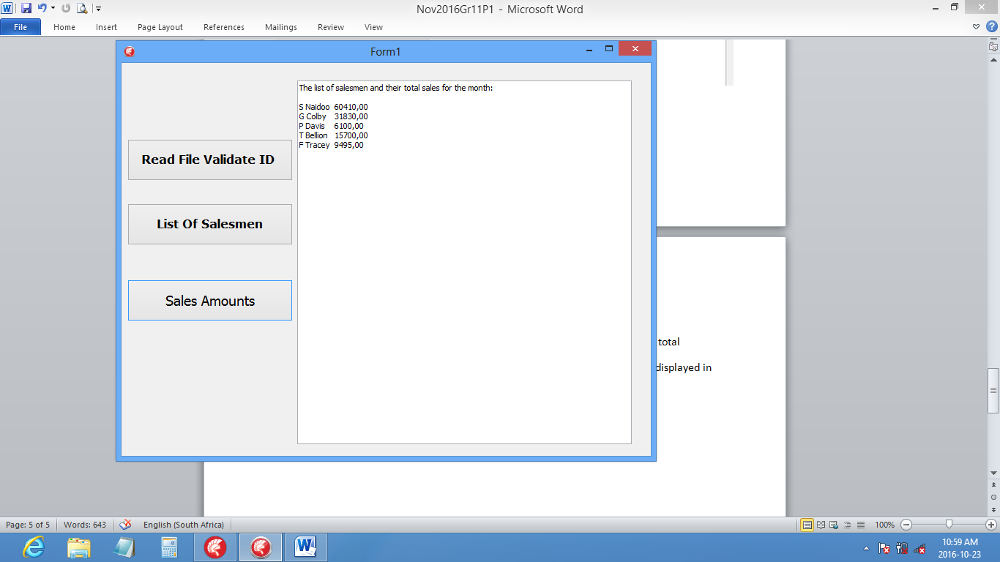 Nov2016Gr11P1 - Microsoft Word
File Home Insert Page Layout References Mailings Review View
Form1
The list of salesmen and their total sales for the month:
S Naidoo 60410,00
G Colby 31830,00
P Davis 6100,00
T Bellion 15700,00
F Tracey 9495,00
Read File Validate ID
List Of Salesmen
Sales Amounts
total
displayed in
Page: 5 of 5 Words: 643 English (South Africa) 100%
10:59 AM
2016-10-23